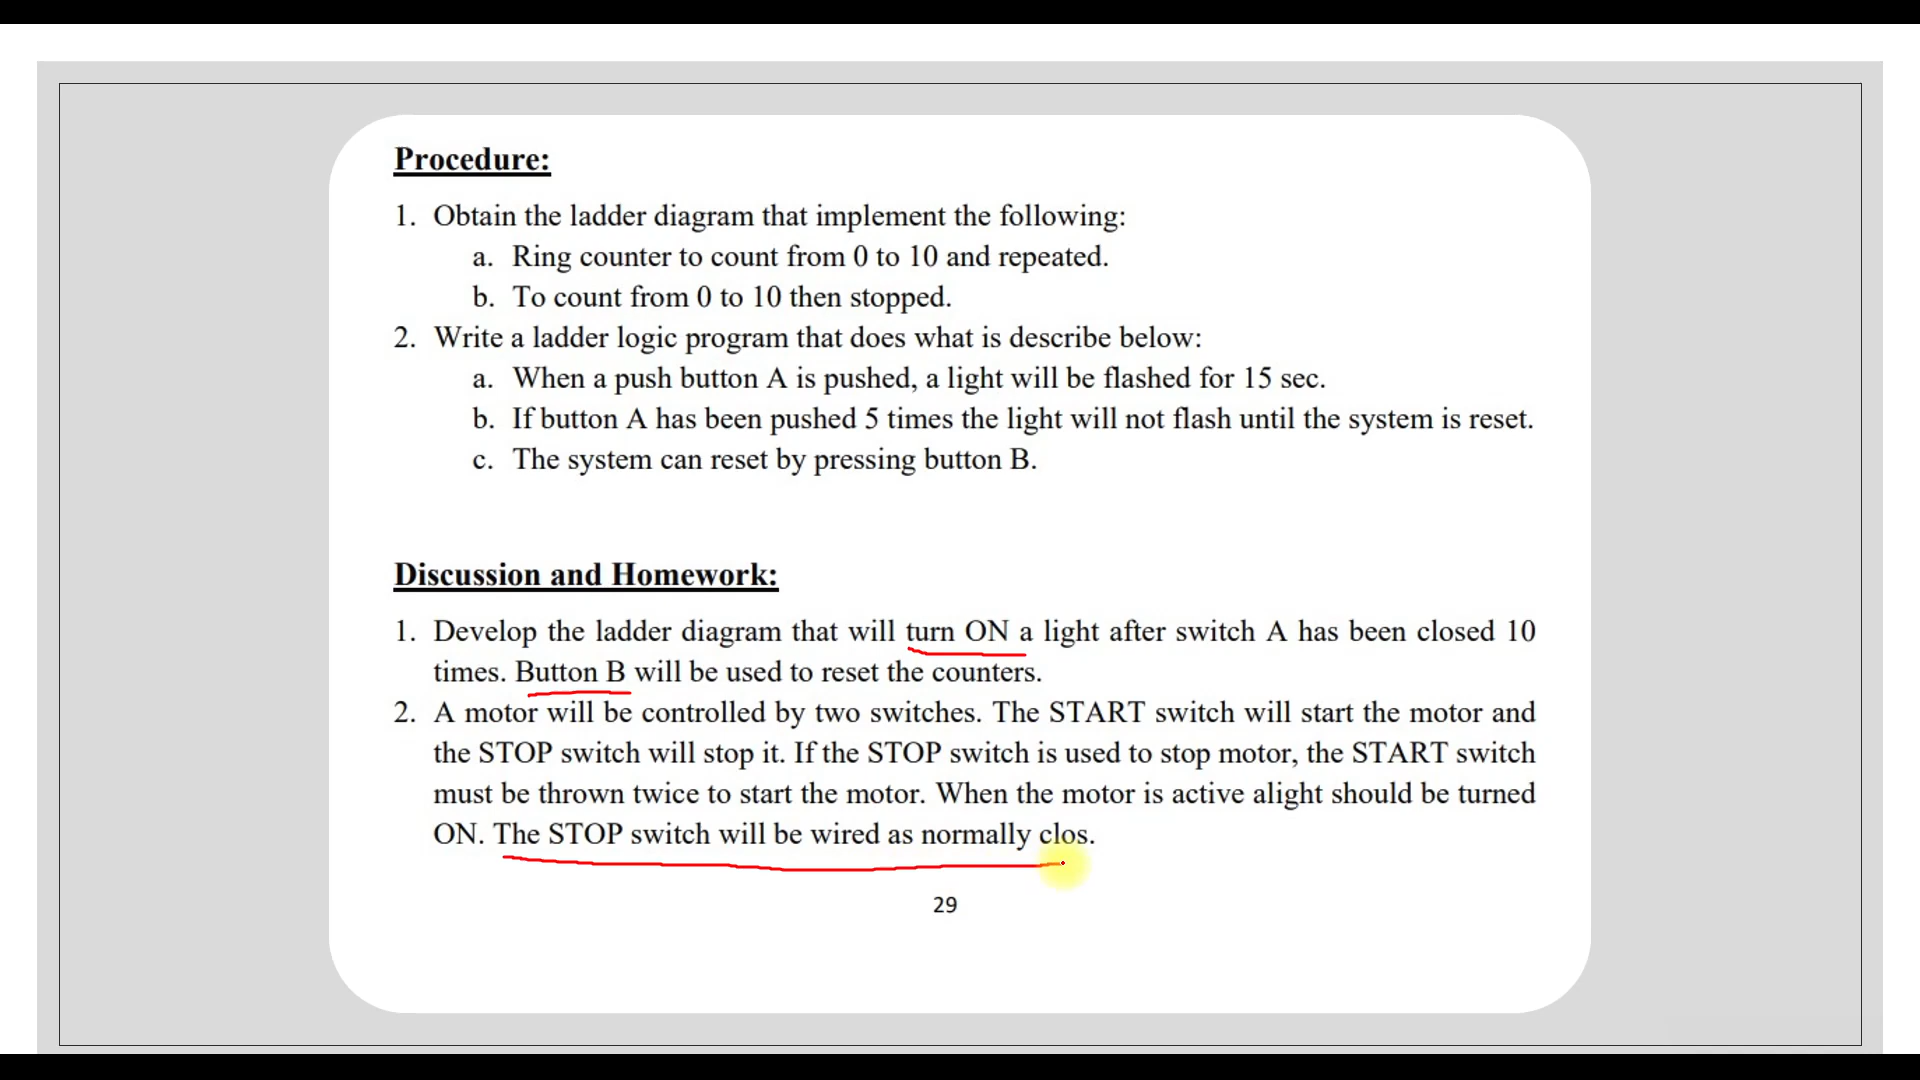 Procedure:
1. Obtain the ladder diagram that implement the following:
a. Ring counter to count from 0 to 10 and repeated.
b. To count from 0 to 10 then stopped.
2. Write a ladder logic program that does what is describe below:
a. When a push button A is pushed, a light will be flashed for 15 sec.
b. If button A has been pushed 5 times the light will not flash until the system is reset.
c. The system can reset by pressing button B.
Discussion and Homework:
1. Develop the ladder diagram that will turn ON a light after switch A has been closed 10
times. Button B will be used to reset the counters.
2. A motor will be controlled by two switches. The START switch will start the motor and
the STOP switch will stop it. If the STOP switch is used to stop motor, the START switch
must be thrown twice to start the motor. When the motor is active alight should be turned
ON. The STOP switch will be wired as normally clos.
29